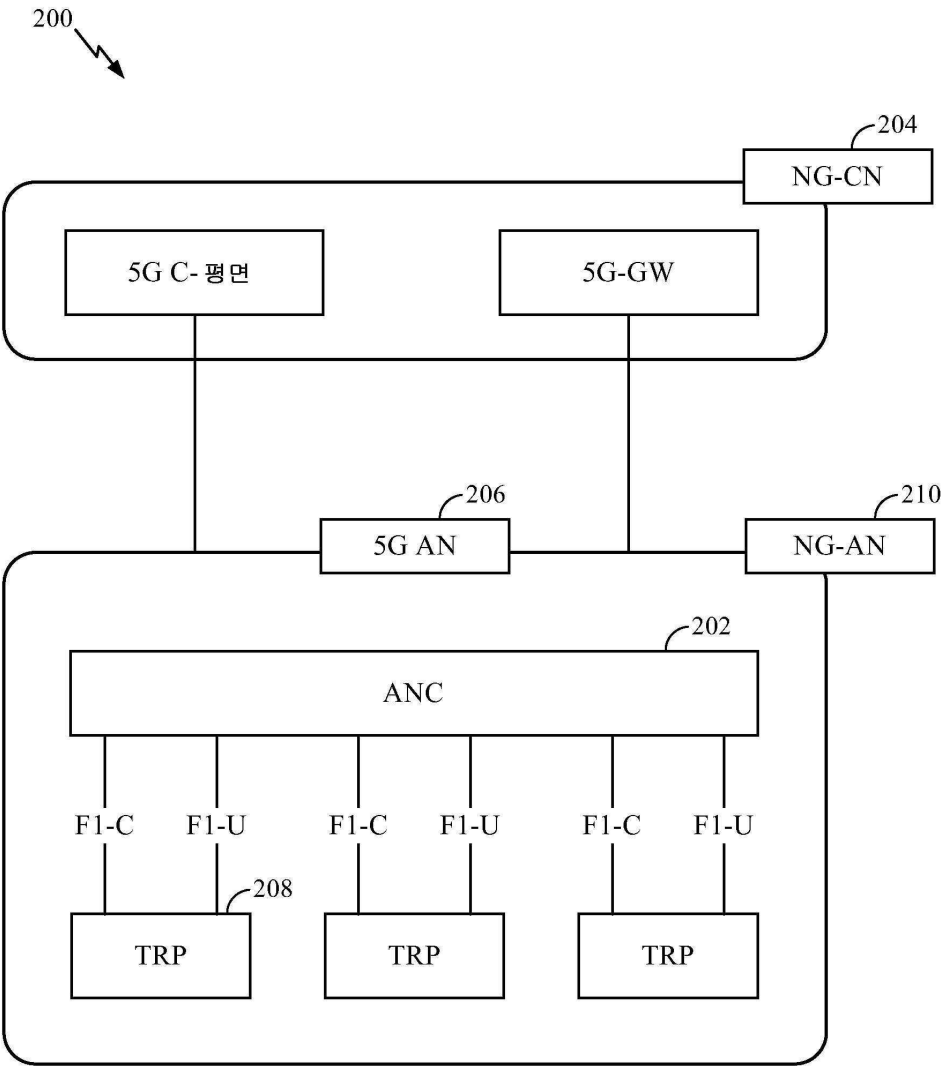 200
204
NG-CN
5G C- 평면
5G-GW
206
210
5G AN
NG-AN
202
ANC
F1-C F1-U F1-C F1-U F1-C F1-U
208
TRP TRP TRP